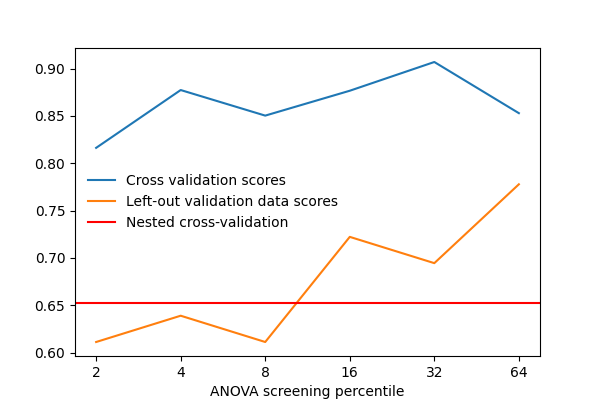 0.90
0.85
0.80
0.75
0.70
0.65
0.60
Cross validation scores
Left-out validation data scores
Nested cross-validation
2 4 8 16 32 64
ANOVA screening percentile